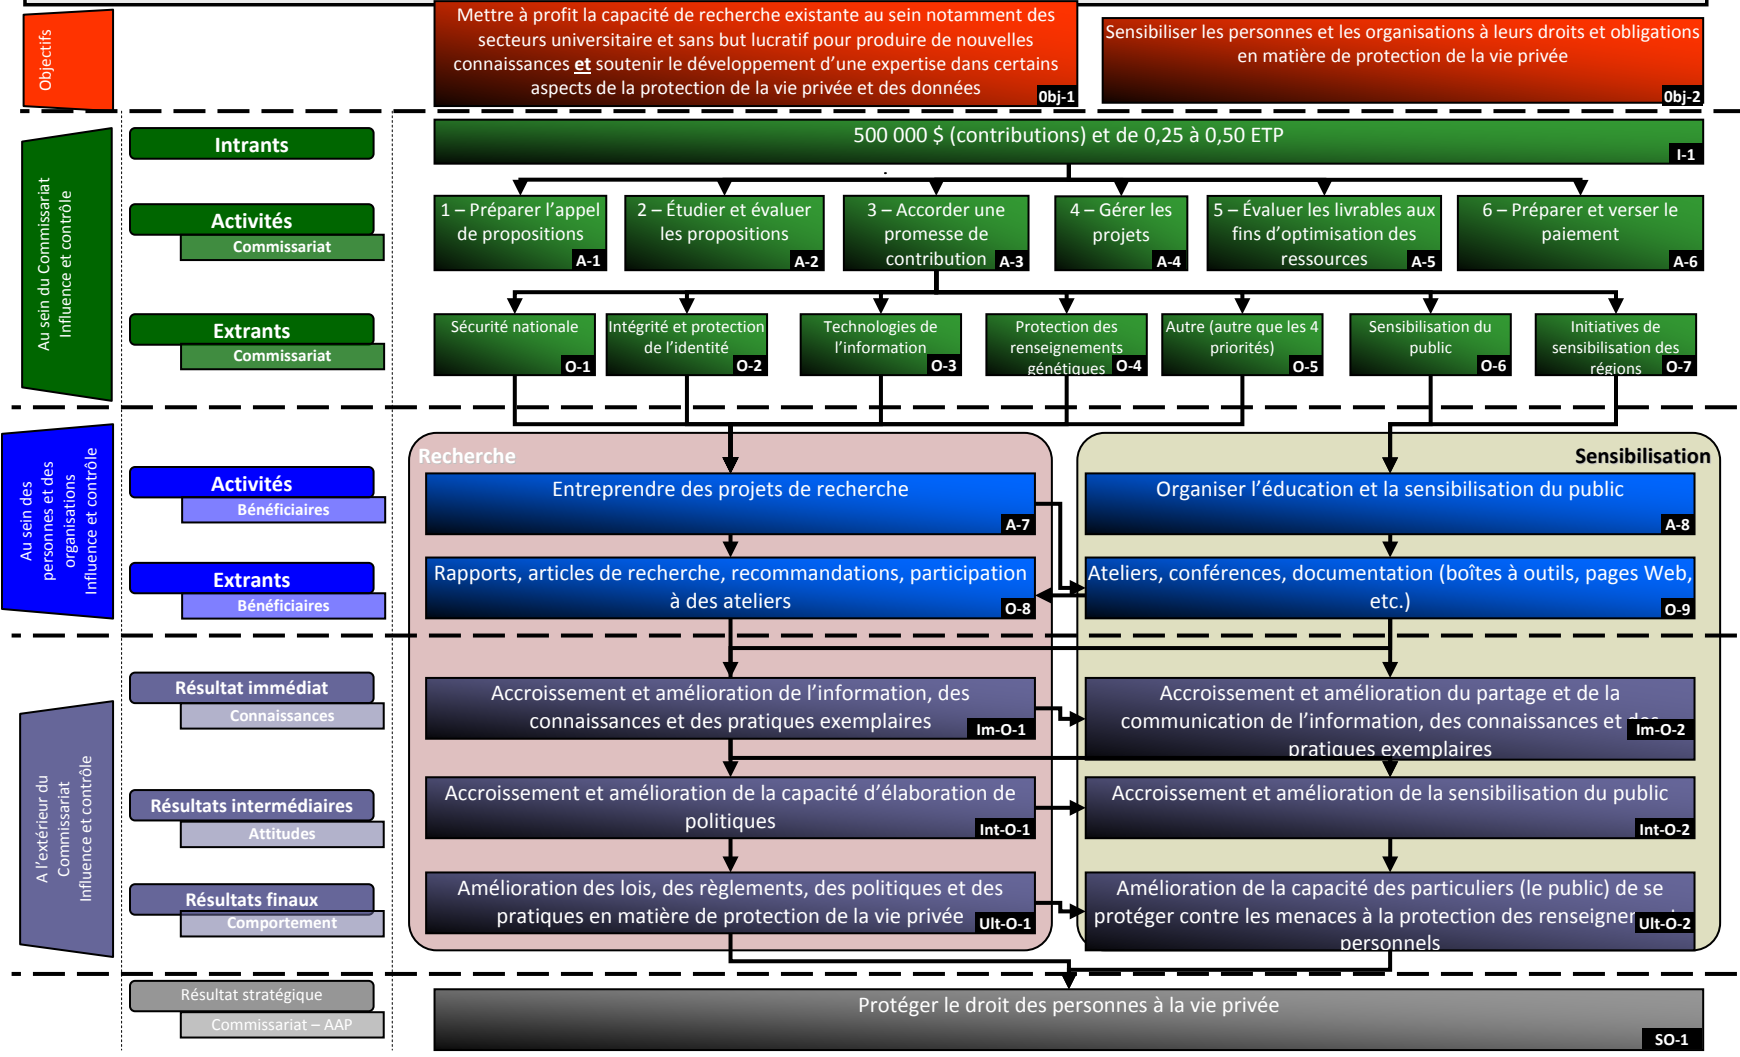 Objectifs
Mettre à profit la capacité de recherche existante au sein notamment des
secteurs universitaire et sans but lucratif pour produire de nouvelles
connaissances et soutenir le développement d’une expertise dans certains
aspects de la protection de la vie privée et des données
0bj-1
Sensibiliser les personnes et les organisations à leurs droits et obligations
en matière de protection de la vie privée
0bj-2
Au sein du Commissariat
Influence et contrôle
Intrants
500 000 $ (contributions) et de 0,25 à 0,50 ETP
I-1
Activités
Commissariat
1 – Préparer l’appel
de propositions
A-1
2 – Étudier et évaluer
les propositions
A-2
3 – Accorder une
promesse de
contribution
A-3
4 – Gérer les
projets
A-4
5 – Évaluer les livrables aux
fins d’optimisation des
ressources
A-5
6 – Préparer et verser le
paiement
A-6
Extrants
Commissariat
Sécurité nationale
O-1
Intégrité et protection
de l’identité
O-2
Technologies de
l’information
O-3
Protection des
renseignements
génétiques
O-4
Autre (autre que les 4
priorités)
O-5
Sensibilisation du
public
O-6
Initiatives de
sensibilisation des
régions
O-7
Au sein des
personnes et des
organisations
Influence et contrôle
Recherche
Sensibilisation
Activités
Bénéficiaires
Entreprendre des projets de recherche
A-7
Organiser l’éducation et la sensibilisation du public
A-8
Extrants
Bénéficiaires
Rapports, articles de recherche, recommandations, participation
à des ateliers
O-8
Ateliers, conférences, documentation (boîtes à outils, pages Web,
etc.)
O-9
A l’extérieur du
Commissariat
Influence et contrôle
Résultat immédiat
Connaissances
Accroissement et amélioration de l’information, des
connaissances et des pratiques exemplaires
Im-O-1
Accroissement et amélioration du partage et de la
communication de l’information, des connaissances et des
pratiques exemplaires
Im-O-2
Résultats intermédiaires
Attitudes
Accroissement et amélioration de la capacité d’élaboration de
politiques
Int-O-1
Accroissement et amélioration de la sensibilisation du public
Int-O-2
Résultats finaux
Comportement
Amélioration des lois, des règlements, des politiques et des
pratiques en matière de protection de la vie privée
Ult-O-1
Amélioration de la capacité des particuliers (le public) de se
protéger contre les menaces à la protection des
personnels
Ult-O-2
Résultat stratégique
Commissariat – AAP
Protéger le droit des personnes à la vie privée
SO-1